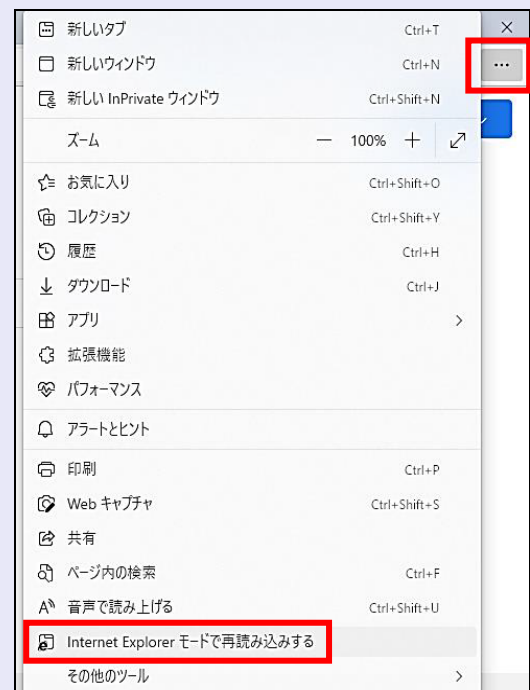 新しいタブ Ctrl+T
新しいウィンドウ Ctrl+N
新しい InPrivate ウィンドウ Ctrl+Shift+N
ズーム — 100% +
お気に入り Ctrl+Shift+O
コレクション Ctrl+Shift+Y
履歴 Ctrl+H
ダウンロード Ctrl+J
アプリ
拡張機能
パフォーマンス
アラートとヒント
印刷 Ctrl+P
Web キャプチャ Ctrl+Shift+S
共有
ページ内の検索 Ctrl+F
音声で読み上げる Ctrl+Shift+U
Internet Explorer モードで再読み込みする
その他のツール